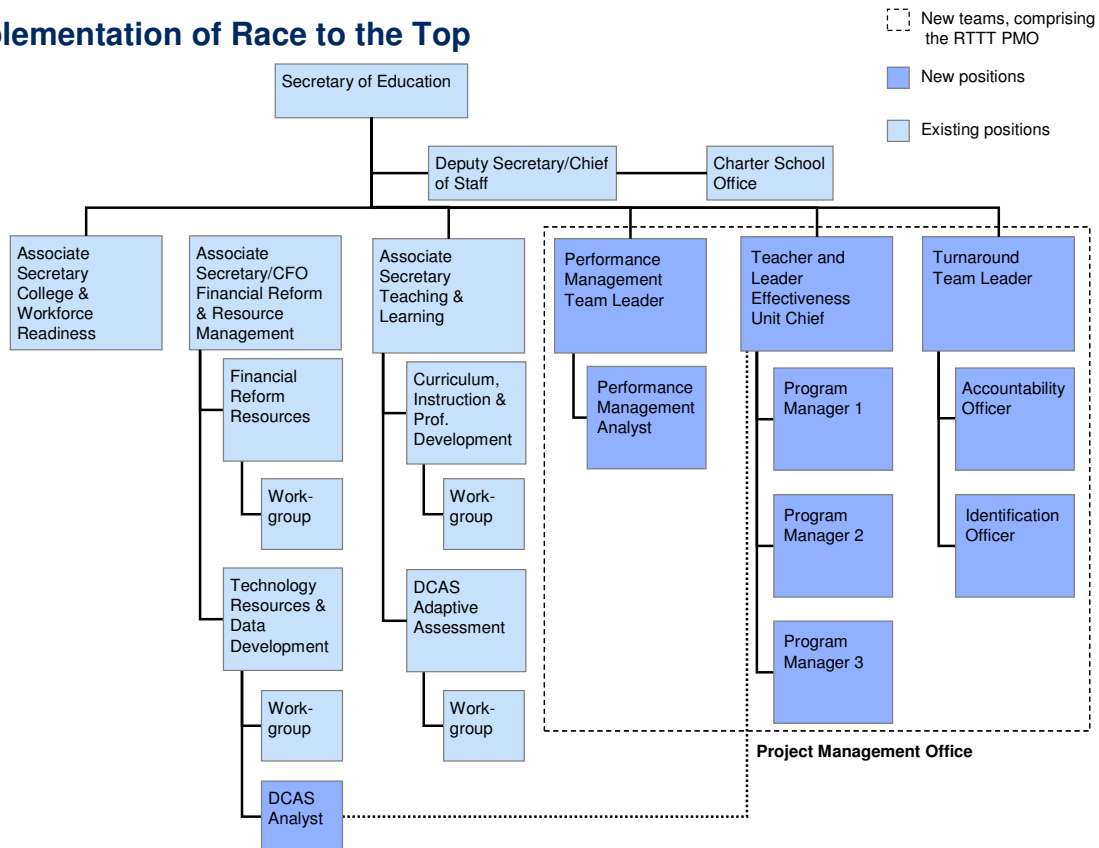 plementation of Race to the Top
New teams, comprising
the RTTT PMO
New positions
Existing positions
Secretary of Education
Deputy Secretary/Chief
of Staff
Charter School
Office
Associate
Secretary
College &
Workforce
Readiness
Associate
Secretary/CFO
Financial Reform
& Resource
Management
Associate
Secretary
Teaching &
Learning
Performance
Management
Team Leader
Teacher and
Leader
Effectiveness
Unit Chief
Turnaround
Team Leader
Financial
Reform
Resources
Curriculum,
Instruction &
Prof.
Development
Performance
Management
Analyst
Program
Manager 1
Accountability
Officer
Work-
group
Work-
group
Program
Manager 2
Identification
Officer
Technology
Resources &
Data
Development
DCAS
Adaptive
Assessment
Program
Manager 3
Work-
group
Work-
group
Project Management Office
DCAS
Analyst